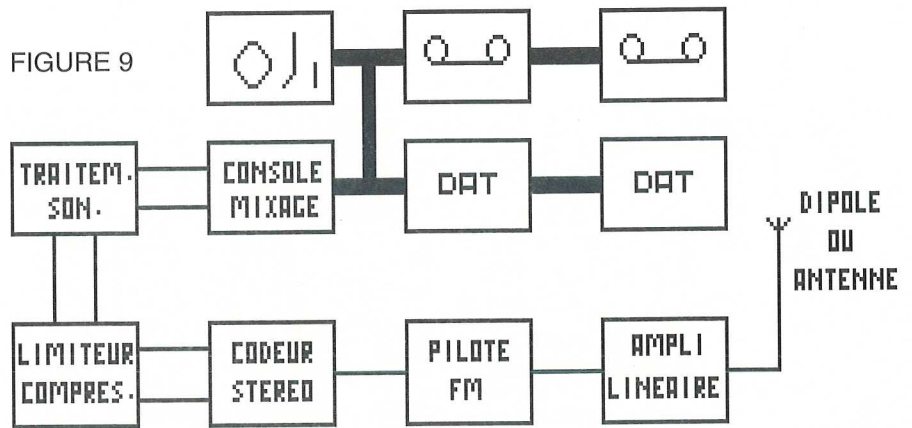 FIGURE 9
TRAITEM.
SON.
CONSOLE
MIXAGE
DAT
DAT
DIPOLE
OU
ANTENNE
LIMITEUR
COMPRES.
CODEUR
STEREO
PILOTE
FM
AMPLI
LINEAIRE